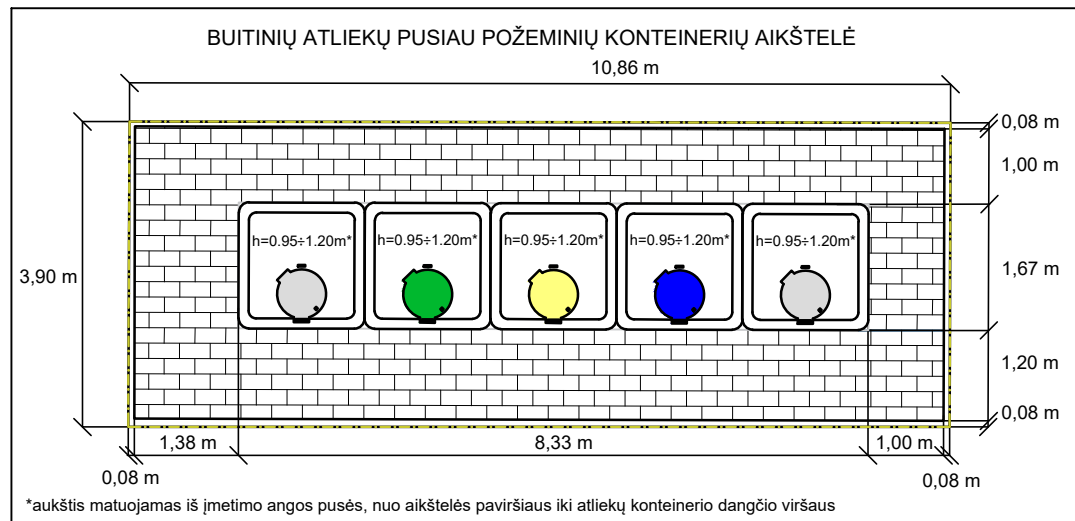 BUITINIŲ ATLIEKŲ PUSIAU POŽEMINIŲ KONTEINERIŲ AIKŠTELĖ
10,86 m
0,08 m
1,00 m
h=0.95÷1.20m* h=0.95÷1.20m* h=0.95÷1.20m* h=0.95÷1.20m* h=0.95÷1.20m*
3,90 m
1,67 m
1,20 m
0,08 m
1,38 m 8,33 m 1,00 m
0,08 m 0,08 m
*aukštis matuojamas iš įmetimo angos pusės, nuo aikštelės paviršiaus iki atliekų konteinerio dangčio viršaus